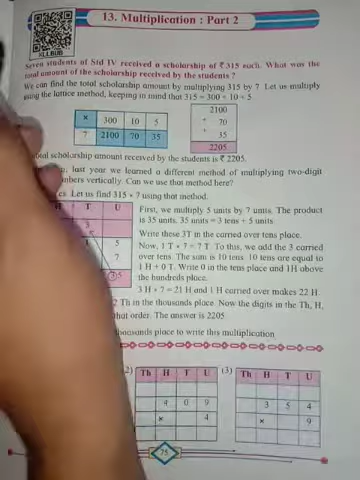 13. Multiplication : Part 2
Seven students of Std IV received a scholarship of ₹ 315 each. What was the
total amount of the scholarship received by the students ?
We can find the total scholarship amount by multiplying 315 by 7. Let us multiply
using the lattice method, keeping in mind that 315 = 300 + 10 + 5
× 300 10 5
7 2100 70 35
2100
+ 70
+ 35
2205
scholarship amount received by the students is ₹ 2205.
last year we learned a different method of multiplying two-digit
numbers vertically. Can we use that method here?
Let us find 315 × 7 using that method.
H T U
3
5
7
5
First, we multiply 5 units by 7 units. The product
is 35 units. 35 units = 3 tens + 5 units.
Write these 3T in the carried over tens place.
Now, 1 T × 7 = 7 T. To this, we add the 3 carried
over tens. The sum is 10 tens. 10 tens are equal to
1 H + 0 T. Write 0 in the tens place and 1H above
the hundreds place.
3 H × 7 = 21 H and 1 H carried over makes 22 H.
2 Th in the thousands place. Now the digits in the Th, H,
that order. The answer is 2205.
thousands place to write this multiplication
2)
Th H T U
4 0 9
× 4
(3)
Th H T U
3 5 4
× 9
75